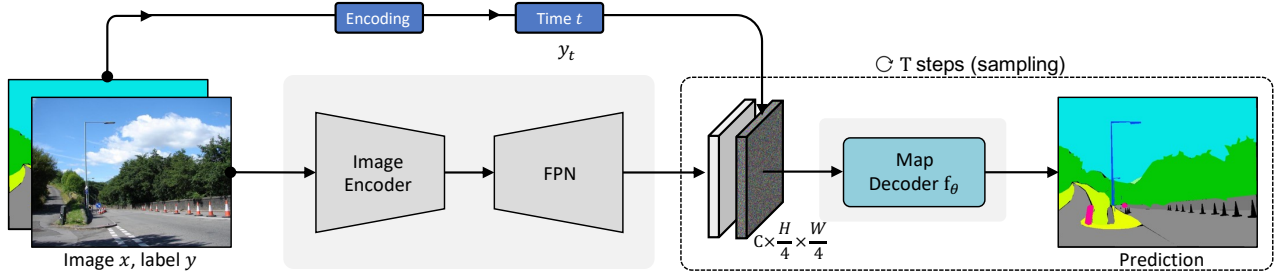 Encoding
Time t
y_t
↻ T steps (sampling)
Image
Encoder
FPN
Map
Decoder f_θ
C×H/4×W/4
Image x, label y
Prediction